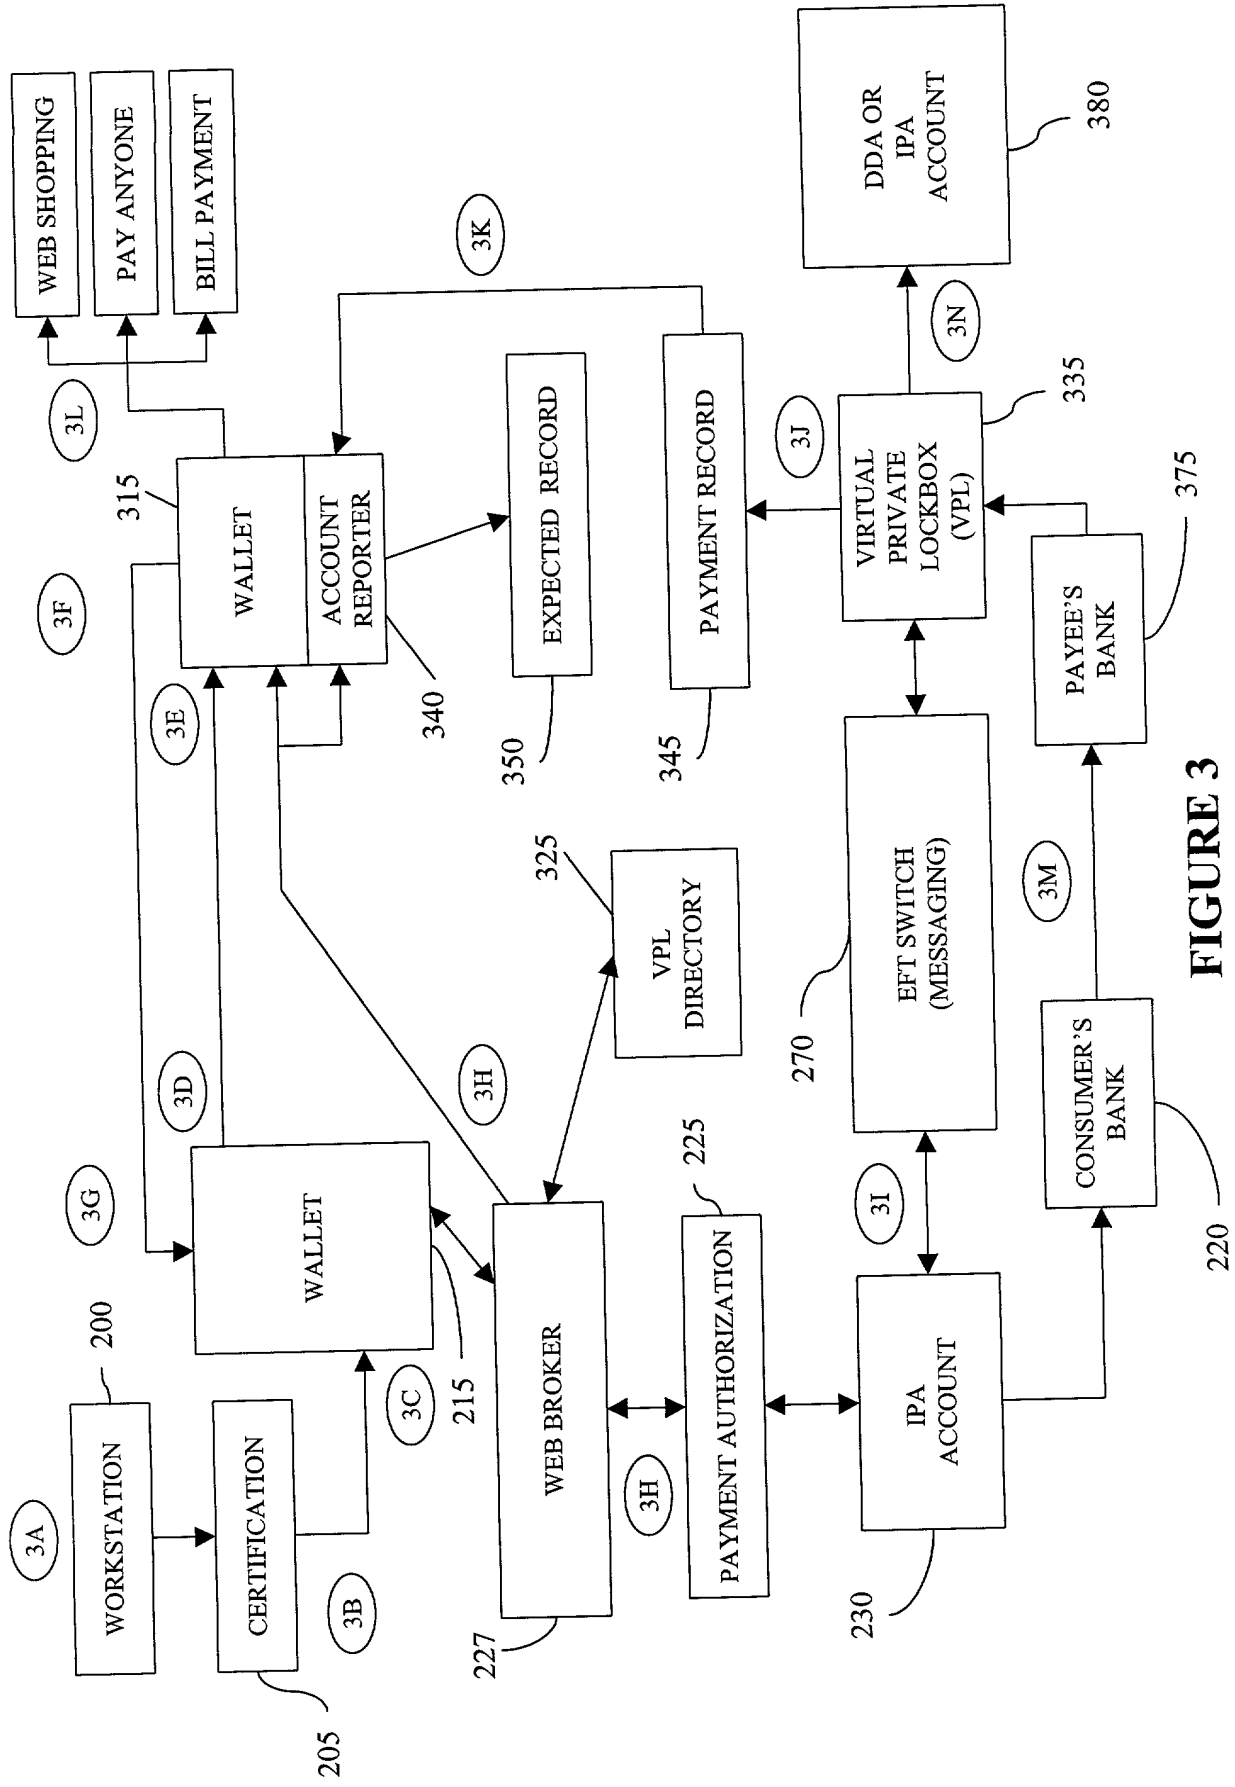 3A
WORKSTATION
200
CERTIFICATION
205
3B
3C
3G
3D
WALLET
215
3F
3E
315
WALLET
ACCOUNT
REPORTER
340
3L
WEB SHOPPING
PAY ANYONE
BILL PAYMENT
3H
WEB BROKER
227
VPL
DIRECTORY
325
EXPECTED RECORD
350
3K
3H
PAYMENT AUTHORIZATION
225
PAYMENT RECORD
345
3J
IPA
ACCOUNT
230
3I
EFT SWITCH
(MESSAGING)
270
VIRTUAL
PRIVATE
LOCKBOX
(VPL)
335
3N
DDA OR
IPA
ACCOUNT
380
CONSUMER'S
BANK
220
3M
PAYEE'S
BANK
375
FIGURE 3